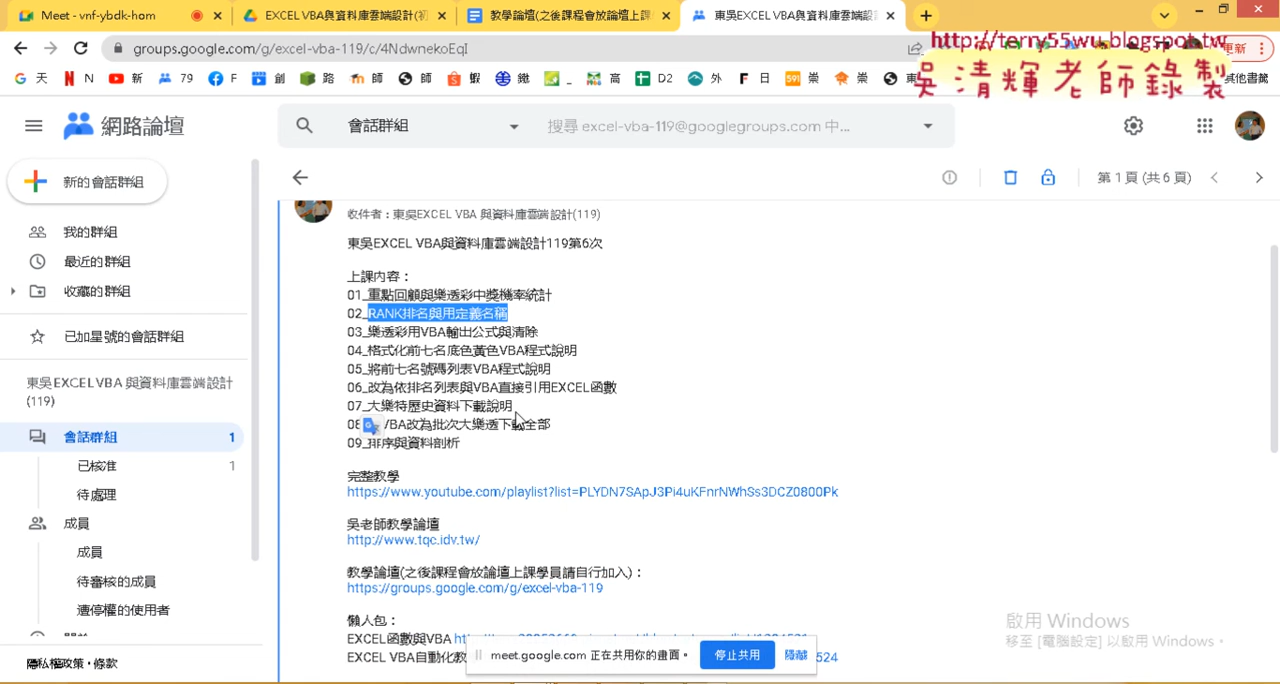 Meet - vnf-ybdk-hom
EXCEL VBA與資料庫雲端設計(初
教學論壇(之後課程會放論壇上課
東吳EXCEL VBA與資料庫雲端設
groups.google.com/g/excel-vba-119/c/4NdwnekoEqI
更新
http://terry55wu.blogspot.tw
吳清輝老師錄製
天
N
新
79
F
創
路
師
師
蝦
高
D2
外
日
崇
崇
其他書籤
網路論壇
會話群組
搜尋 excel-vba-119@googlegroups.com 中...
新的會話群組
第 1 頁 (共 6 頁)
我的群組
最近的群組
收藏的群組
已加星號的會話群組
東吳EXCEL VBA 與資料庫雲端設計
(119)
會話群組 1
已核准 1
待處理
成員
成員
待審核的成員
遭停權的使用者
隱私權政策 • 條款
收件者：東吳EXCEL VBA 與資料庫雲端設計(119)
東吳EXCEL VBA與資料庫雲端設計119第6次
上課內容：
01_重點回顧與樂透彩中獎機率統計
02_RANK排名與用定義名稱
03_樂透彩用VBA輸出公式與清除
04_格式化前七名底色黃色VBA程式說明
05_將前七名號碼列表VBA程式說明
06_改為依排名列表與VBA直接引用EXCEL函數
07_大樂特歷史資料下載說明
08 VBA改為批次大樂透下載全部
09_排序與資料剖析
完整教學
https://www.youtube.com/playlist?list=PLYDN7SApJ3Pi4uKFnrNWhSs3DCZ0800Pk
吳老師教學論壇
http://www.tqc.idv.tw/
教學論壇(之後課程會放論壇上課學員請自行加入)：
https://groups.google.com/g/excel-vba-119
懶人包：
EXCEL函數與VBA
EXCEL VBA自動化教 524
meet.google.com 正在共用你的畫面。
停止共用
隱藏
啟用 Windows
移至 [電腦設定] 以啟用 Windows。